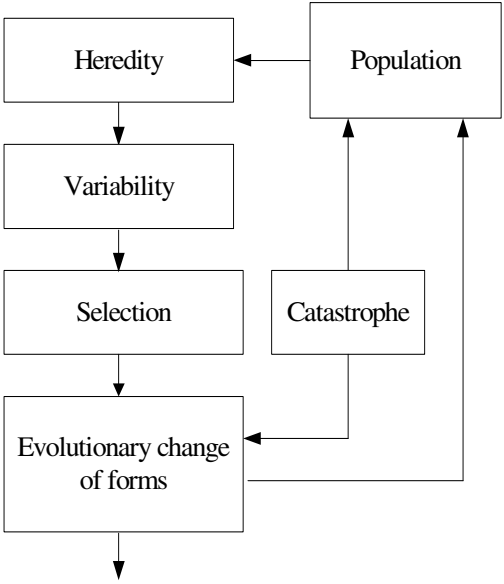 Heredity
Population
Variability
Selection
Catastrophe
Evolutionary change
of forms